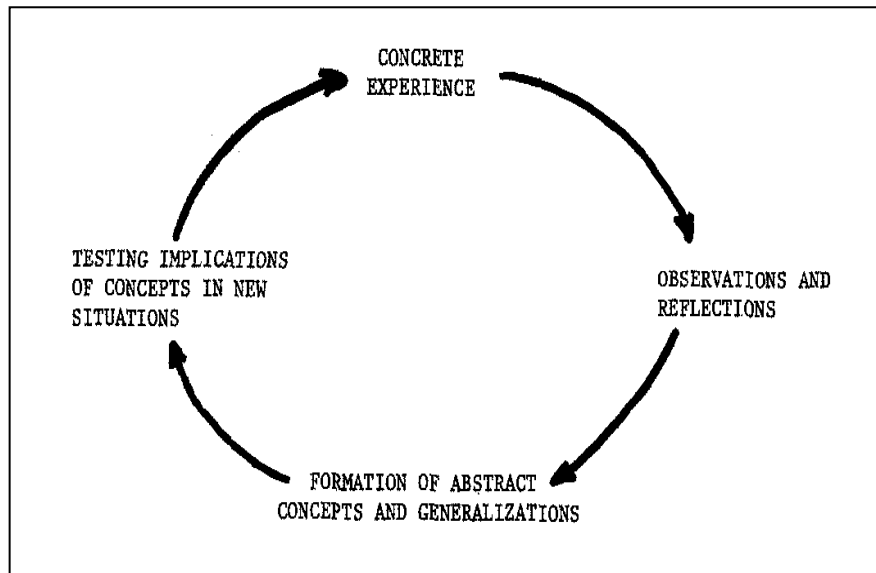 CONCRETE
EXPERIENCE
OBSERVATIONS AND
REFLECTIONS
FORMATION OF ABSTRACT
CONCEPTS AND GENERALIZATIONS
TESTING IMPLICATIONS
OF CONCEPTS IN NEW
SITUATIONS